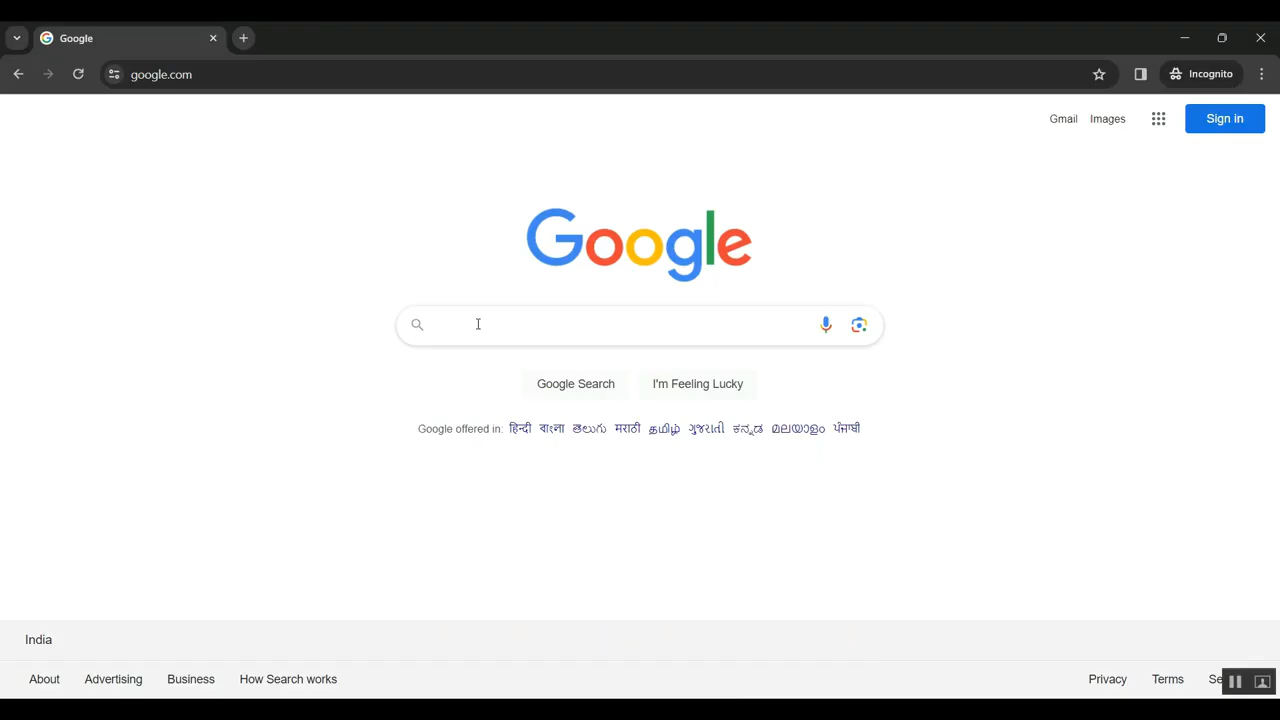 Google
google.com
Incognito
Gmail Images
Sign in
Google
Google Search I'm Feeling Lucky
Google offered in: हिन्दी বাংলা తెలుగు मराठी தமிழ் ગુજરાતી ಕನ್ನಡ മലയാളം ਪੰਜਾਬੀ
India
About Advertising Business How Search works Privacy Terms